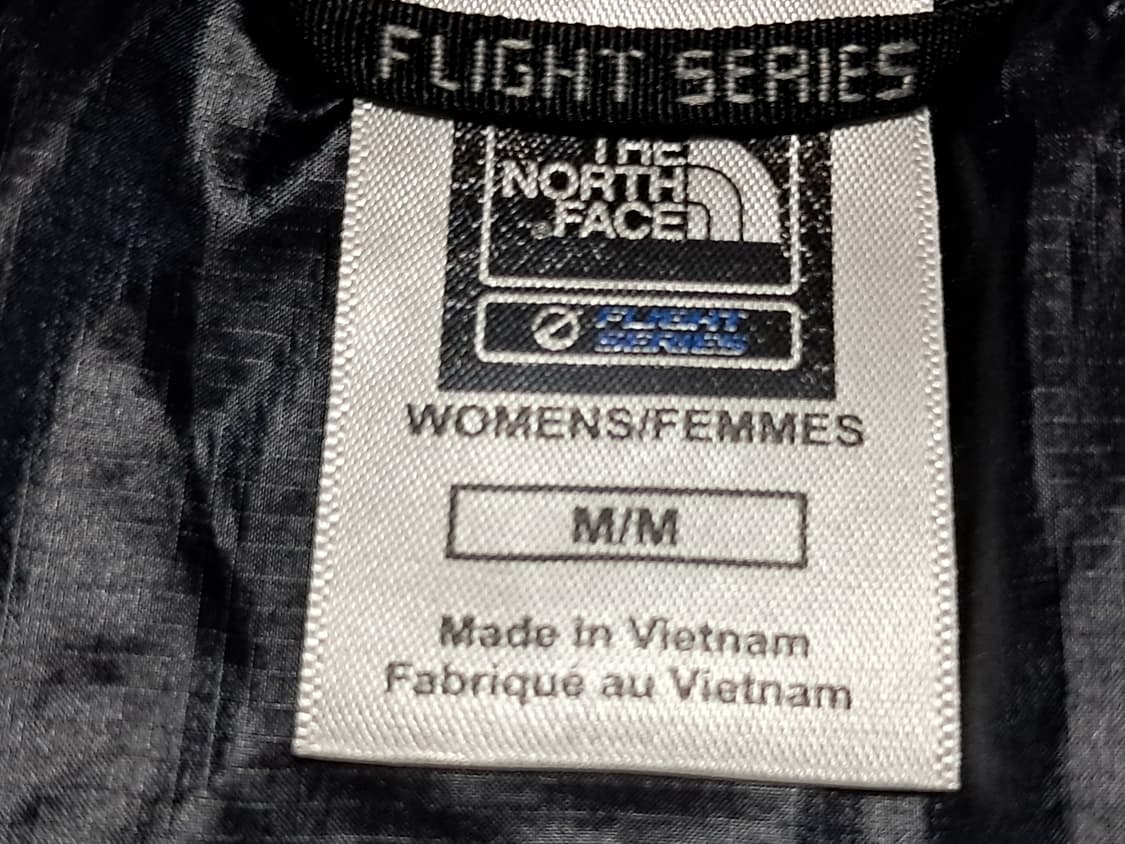 FLIGHT SERIES
THE
NORTH
FACE
FLIGHT
SERIES
WOMENS/FEMMES
M/M
Made in Vietnam
Fabriqué au Vietnam